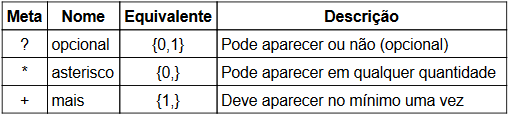 Meta Nome Equivalente Descrição
? opcional {0,1} Pode aparecer ou não (opcional)
* asterisco {0,} Pode aparecer em qualquer quantidade
+ mais {1,} Deve aparecer no mínimo uma vez